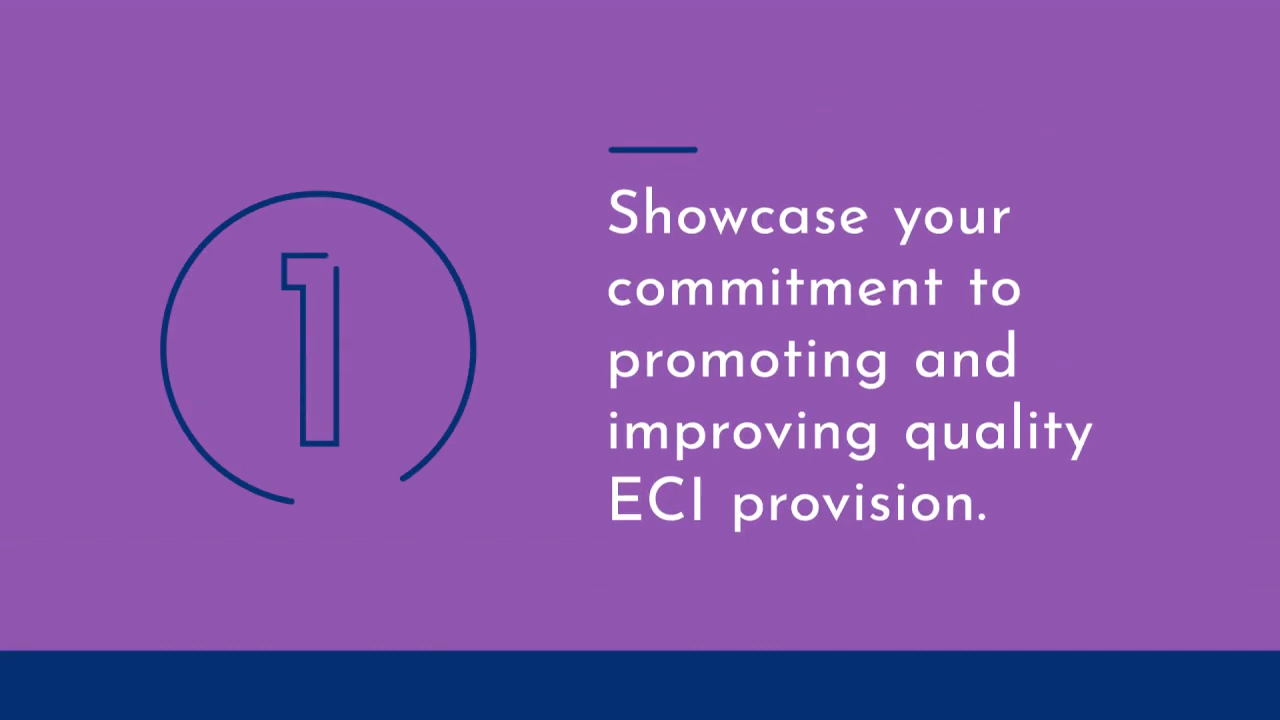 1
Showcase your
commitment to
promoting and
improving quality
ECI provision.